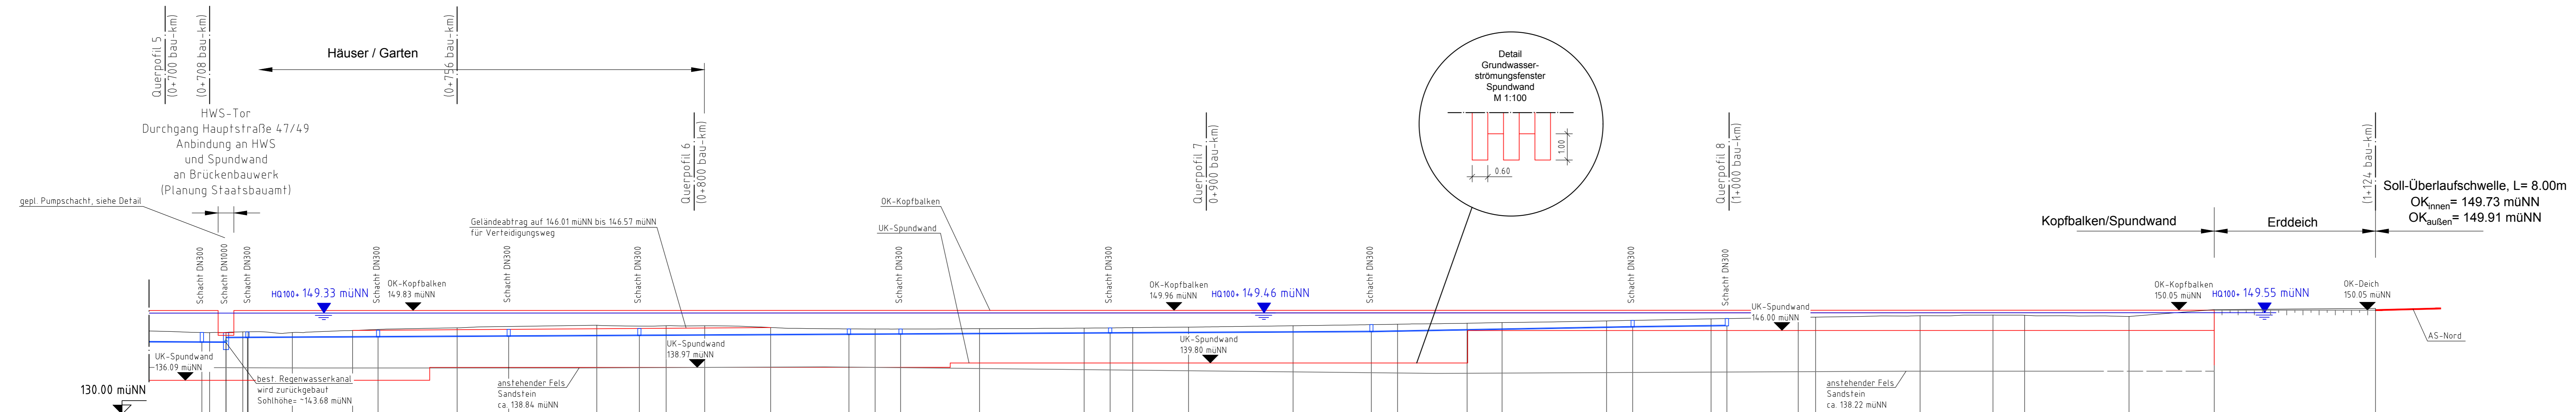 Querpofil 5
(0+700 bau-km)
(0+708 bau-km)
Häuser / Garten
(0+756 bau-km)
HWS-Tor
Durchgang Hauptstraße 47/49
Anbindung an HWS
und Spundwand
an Brückenbauwerk
(Planung Staatsbauamt)
gepl. Pumpschacht, siehe Detail
Querpofil 6
(0+800 bau-km)
Querpofil 7
0+900 bau-km)
Detail
Grundwasser-
strömungsfenster
Spundwand
M 1:100
1.00
0.60
Querpofil 8
(1+000 bau-km)
(1+124 bau-km)
Soll-Überlaufschwelle, L= 8.00m
OKinnen= 149.73 müNN
OKaußen= 149.91 müNN
Kopfbalken/Spundwand
Erddeich
Geländeabtrag auf 146.01 müNN bis 146.57 müNN
für Verteidigungsweg
OK-Kopfbalken
UK-Spundwand
Schacht DN300
Schacht DN1000
Schacht DN300
Schacht DN300
Schacht DN300
Schacht DN300
Schacht DN300
Schacht DN300
Schacht DN300
Schacht DN300
Schacht DN300
HQ100+ 149.33 müNN
OK-Kopfbalken
149.83 müNN
OK-Kopfbalken
149.96 müNN
HQ100+ 149.46 müNN
UK-Spundwand
146.00 müNN
OK-Kopfbalken
150.05 müNN
HQ100+ 149.55 müNN
OK-Deich
150.05 müNN
AS-Nord
UK-Spundwand
136.09 müNN
UK-Spundwand
138.97 müNN
UK-Spundwand
139.80 müNN
130.00 müNN
best. Regenwasserkanal
wird zurückgebaut
Sohlhöhe= ~143.68 müNN
anstehender Fels
Sandstein
ca. 138.84 müNN
anstehender Fels
Sandstein
ca. 138.22 müNN